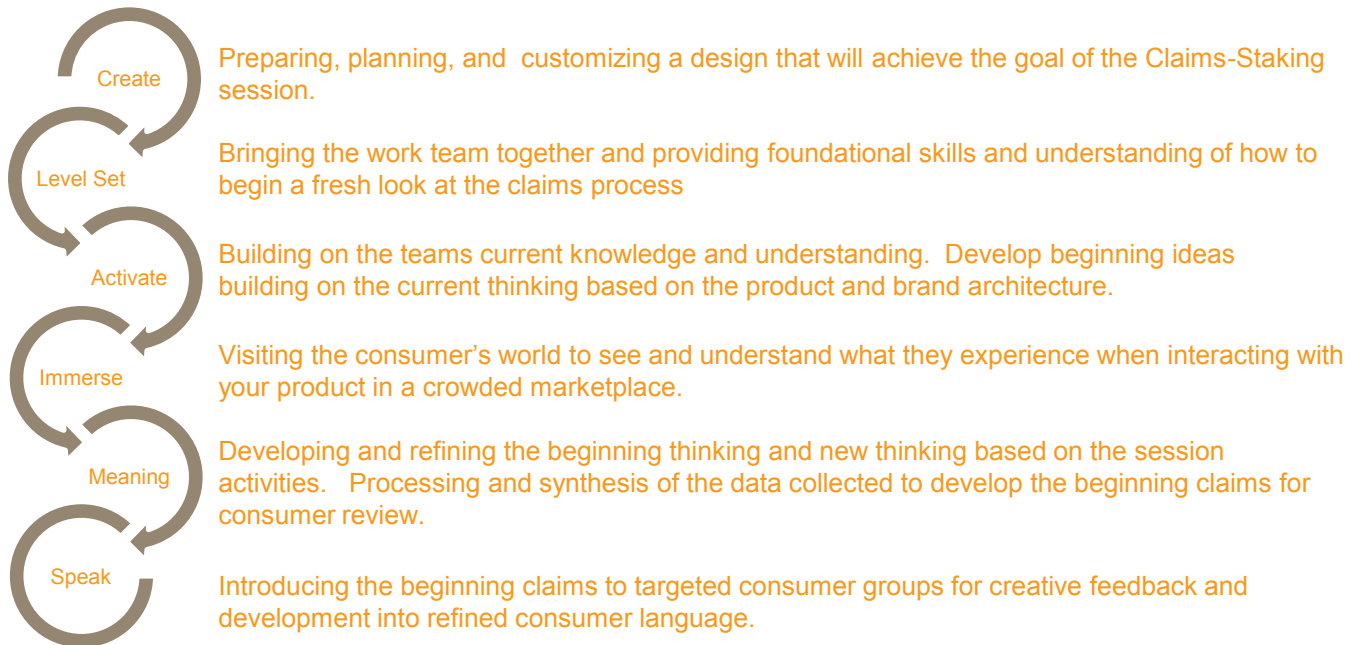 Create
Preparing, planning, and  customizing a design that will achieve the goal of the Claims-Staking
session.
Level Set
Bringing the work team together and providing foundational skills and understanding of how to
begin a fresh look at the claims process
Activate
Building on the teams current knowledge and understanding.  Develop beginning ideas
building on the current thinking based on the product and brand architecture.
Immerse
Visiting the consumer’s world to see and understand what they experience when interacting with
your product in a crowded marketplace.
Meaning
Developing and refining the beginning thinking and new thinking based on the session
activities.   Processing and synthesis of the data collected to develop the beginning claims for
consumer review.
Speak
Introducing the beginning claims to targeted consumer groups for creative feedback and
development into refined consumer language.